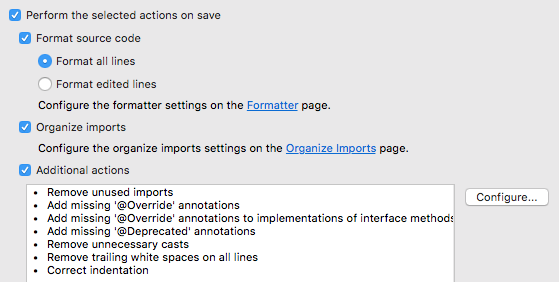 Perform the selected actions on save
Format source code
Format all lines
Format edited lines
Configure the formatter settings on the Formatter page.
Organize imports
Configure the organize imports settings on the Organize Imports page.
Additional actions
• Remove unused imports
Configure...
• Add missing '@Override' annotations
• Add missing '@Override' annotations to implementations of interface methods
• Add missing '@Deprecated' annotations
• Remove unnecessary casts
• Remove trailing white spaces on all lines
• Correct indentation